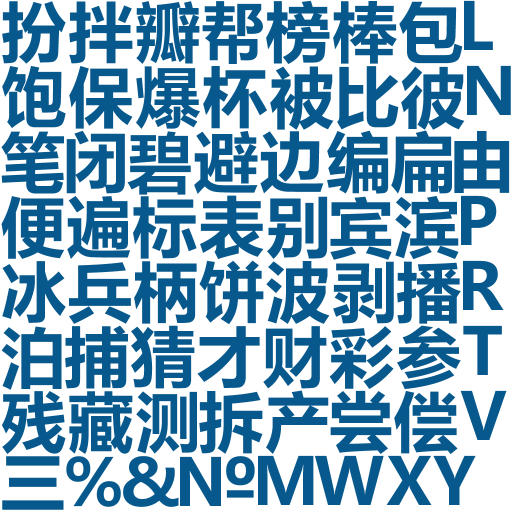 扮拌瓣帮榜棒包L
饱保爆杯被比彼N
笔闭碧避边编扁由
便遍标表别宾滨P
冰兵柄饼波剥播R
泊捕猜才财彩参T
残藏测拆产尝偿V
三%&№MWXY